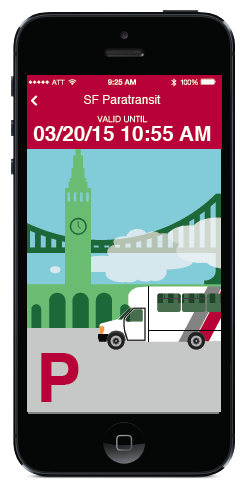 ATT 9:25 AM 100%
SF Paratransit
VALID UNTIL
03/20/15 10:55 AM
P